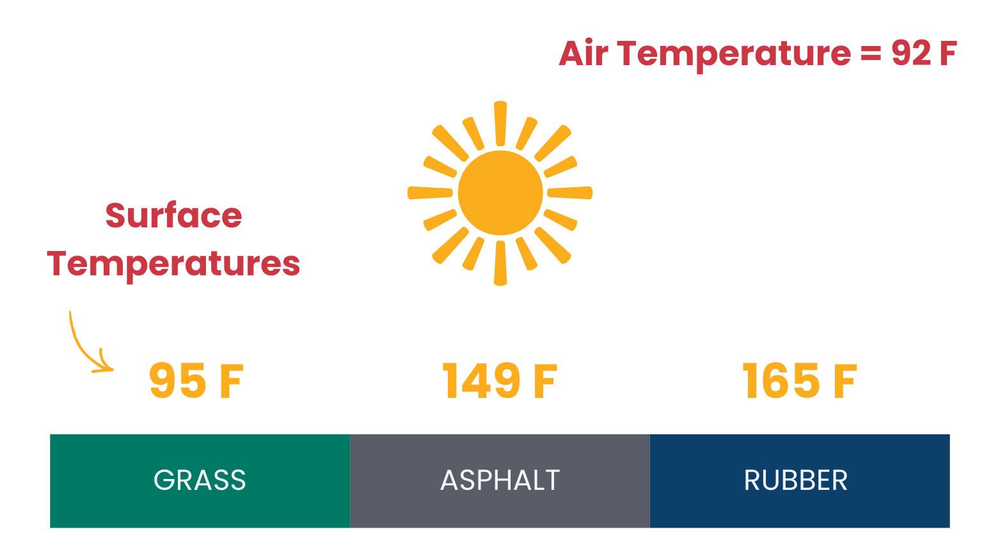 Air Temperature = 92 F
Surface
Temperatures
95 F
149 F
165 F
GRASS
ASPHALT
RUBBER